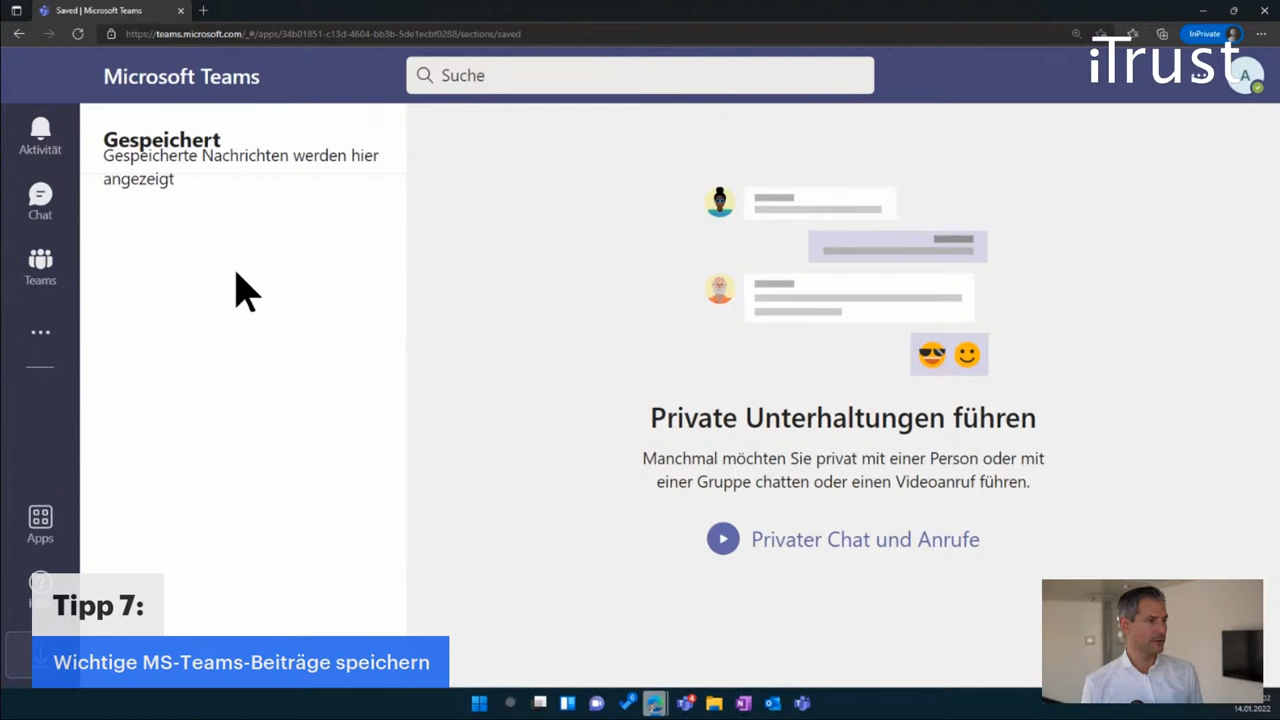 Saved | Microsoft Teams
https://teams.microsoft.com/_#/apps/34b01851-c13d-4604-bb3b-5de1ecbf0288/sections/saved
InPrivate
iTrust
Microsoft Teams
Suche
A
Aktivität
Chat
Teams
Apps
Gespeichert
Gespeicherte Nachrichten werden hier
angezeigt
Private Unterhaltungen führen
Manchmal möchten Sie privat mit einer Person oder mit
einer Gruppe chatten oder einen Videoanruf führen.
Privater Chat und Anrufe
Tipp 7:
Wichtige MS-Teams-Beiträge speichern
14.01.2022